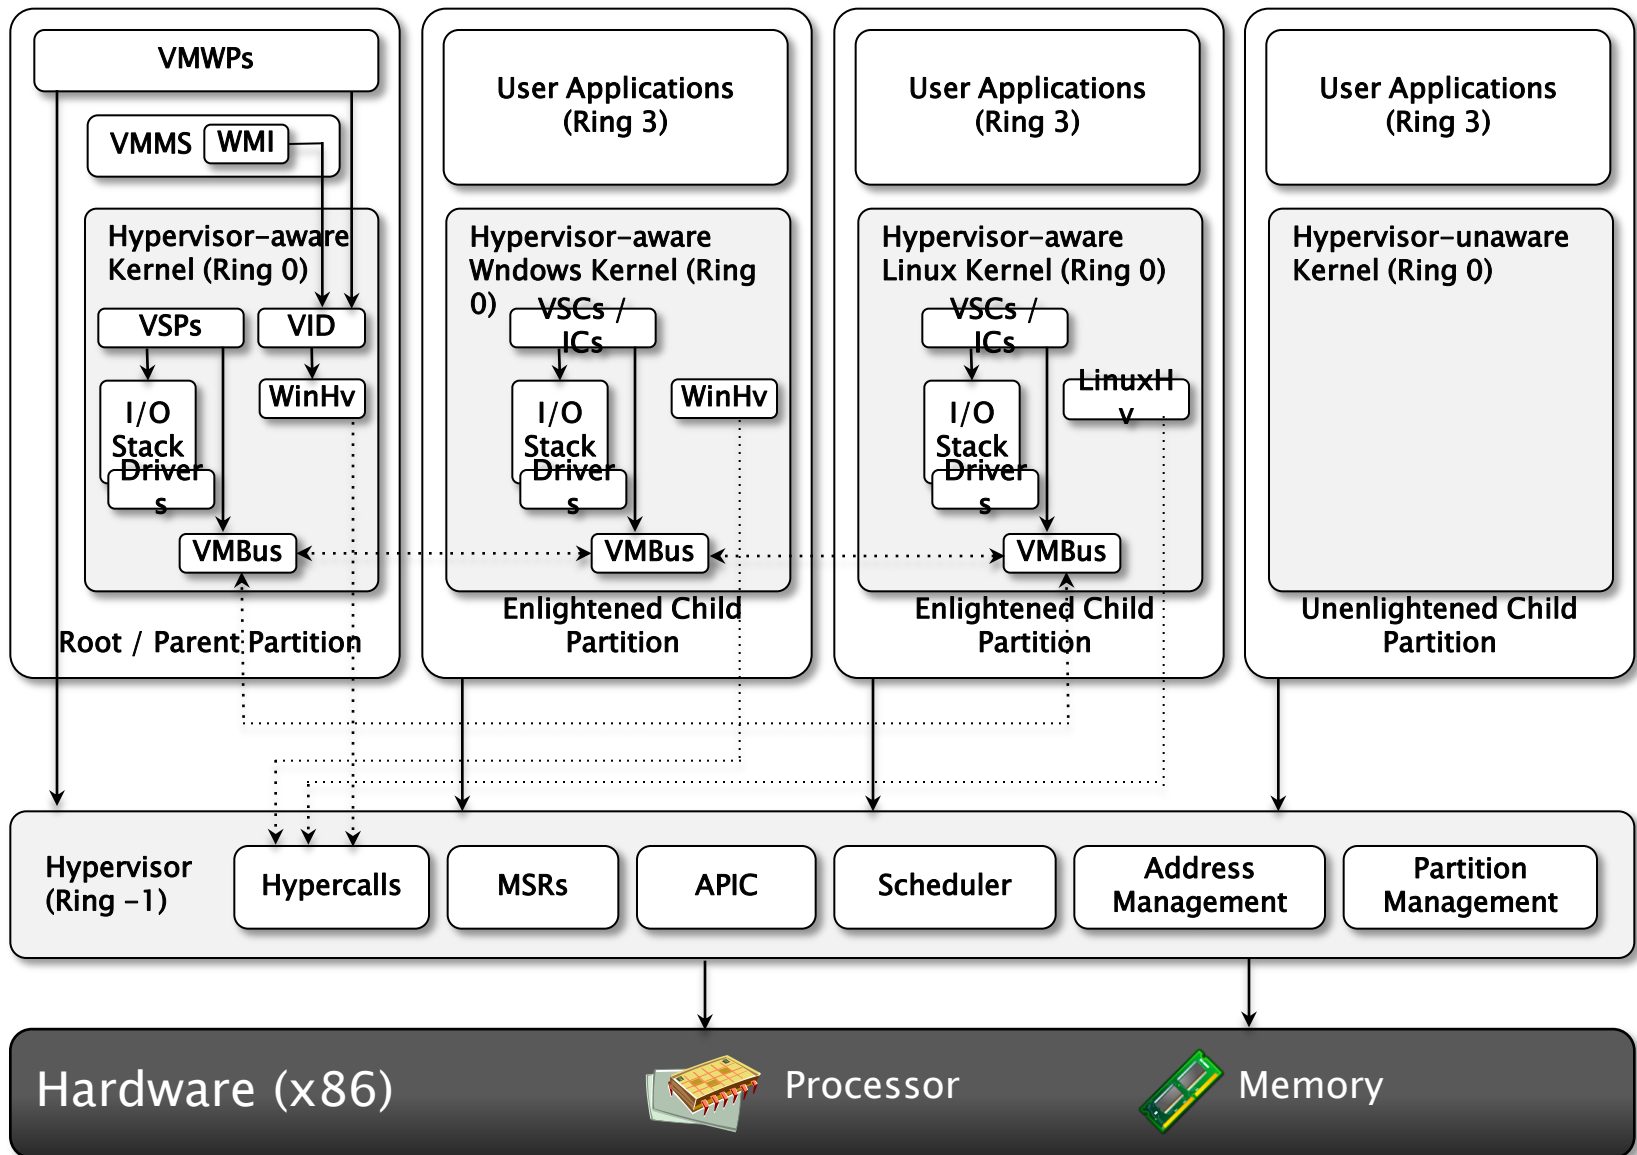 VMWPs
VMMS
WMI
Hypervisor-aware
Kernel (Ring 0)
VSPs
VID
I/O
Stack
Driver
s
WinHv
VMBus
Root / Parent Partition
User Applications
(Ring 3)
Hypervisor-aware
Wndows Kernel (Ring
0)
VSCs /
ICs
I/O
Stack
Driver
s
WinHv
VMBus
Enlightened Child
Partition
User Applications
(Ring 3)
Hypervisor-aware
Linux Kernel (Ring 0)
VSCs /
ICs
I/O
Stack
Driver
s
LinuxH
v
VMBus
Enlightened Child
Partition
User Applications
(Ring 3)
Hypervisor-unaware
Kernel (Ring 0)
Unenlightened Child
Partition
Hypervisor
(Ring -1)
Hypercalls
MSRs
APIC
Scheduler
Address
Management
Partition
Management
Hardware (x86)
Processor
Memory